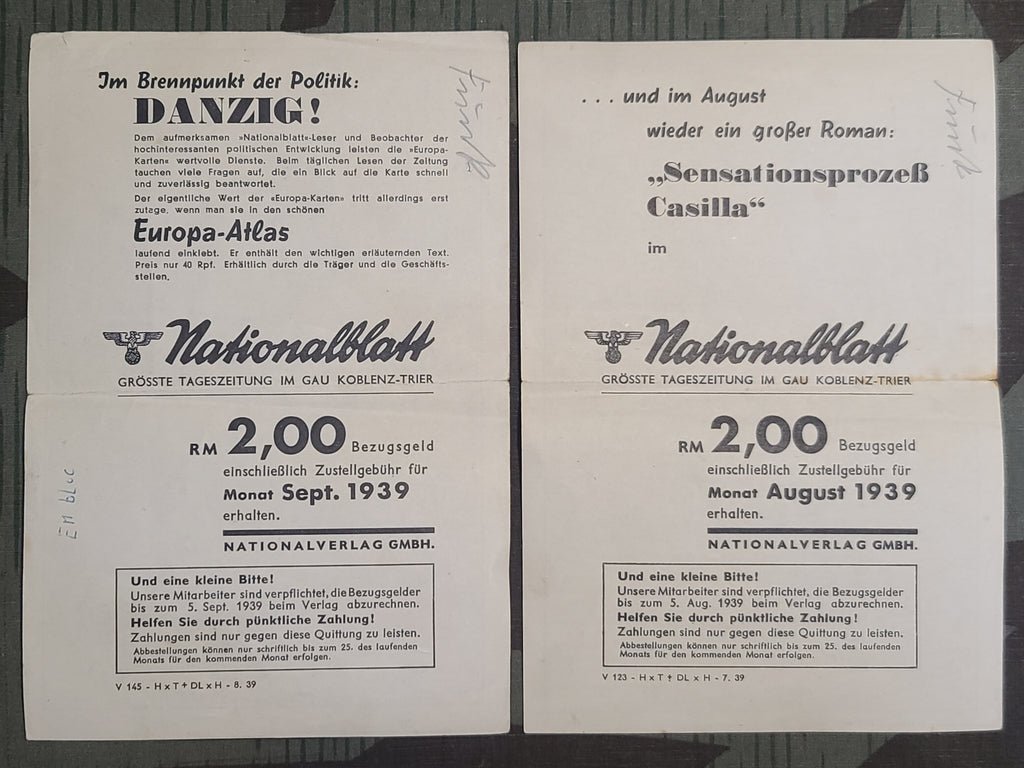 Im Brennpunkt der Politik:
DANZIG!
Dem aufmerksamen »Nationalblatt«-Leser und Beobachter der
hochinteressanten politischen Entwicklung leisten die »Europa-
Karten« wertvolle Dienste. Beim täglichen Lesen der Zeitung
tauchen viele Fragen auf, die ein Blick auf die Karte schnell
und zuverlässig beantwortet.
Der eigentliche Wert der »Europa-Karten« tritt allerdings erst
zutage, wenn man sie in den schönen
Europa-Atlas
laufend einklebt. Er enthält den wichtigen erläuternden Text.
Preis nur 40 Rpf. Erhältlich durch die Träger und die Geschäfts-
stellen.
Nationalblatt
GRÖSSTE TAGESZEITUNG IM GAU KOBLENZ-TRIER
RM 2,00 Bezugsgeld
einschließlich Zustellgebühr für
Monat Sept. 1939
erhalten.
NATIONALVERLAG GMBH.
Und eine kleine Bitte!
Unsere Mitarbeiter sind verpflichtet, die Bezugsgelder
bis zum 5. Sept. 1939 beim Verlag abzurechnen.
Helfen Sie durch pünktliche Zahlung!
Zahlungen sind nur gegen diese Quittung zu leisten.
Abbestellungen können nur schriftlich bis zum 25. des laufenden
Monats für den kommenden Monat erfolgen.
V 145 - H x T + DL x H - 8. 39
... und im August
wieder ein großer Roman:
„Sensationsprozeß
Casilla“
im
Nationalblatt
GRÖSSTE TAGESZEITUNG IM GAU KOBLENZ-TRIER
RM 2,00 Bezugsgeld
einschließlich Zustellgebühr für
Monat August 1939
erhalten.
NATIONALVERLAG GMBH.
Und eine kleine Bitte!
Unsere Mitarbeiter sind verpflichtet, die Bezugsgelder
bis zum 5. Aug. 1939 beim Verlag abzurechnen.
Helfen Sie durch pünktliche Zahlung!
Zahlungen sind nur gegen diese Quittung zu leisten.
Abbestellungen können nur schriftlich bis zum 25. des laufenden
Monats für den kommenden Monat erfolgen.
V 123 - H x T + DL x H - 7. 39